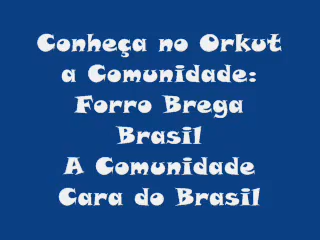 Conheça no Orkut
a Comunidade:
Forro Brega
Brasil
A Comunidade
Cara do Brasil